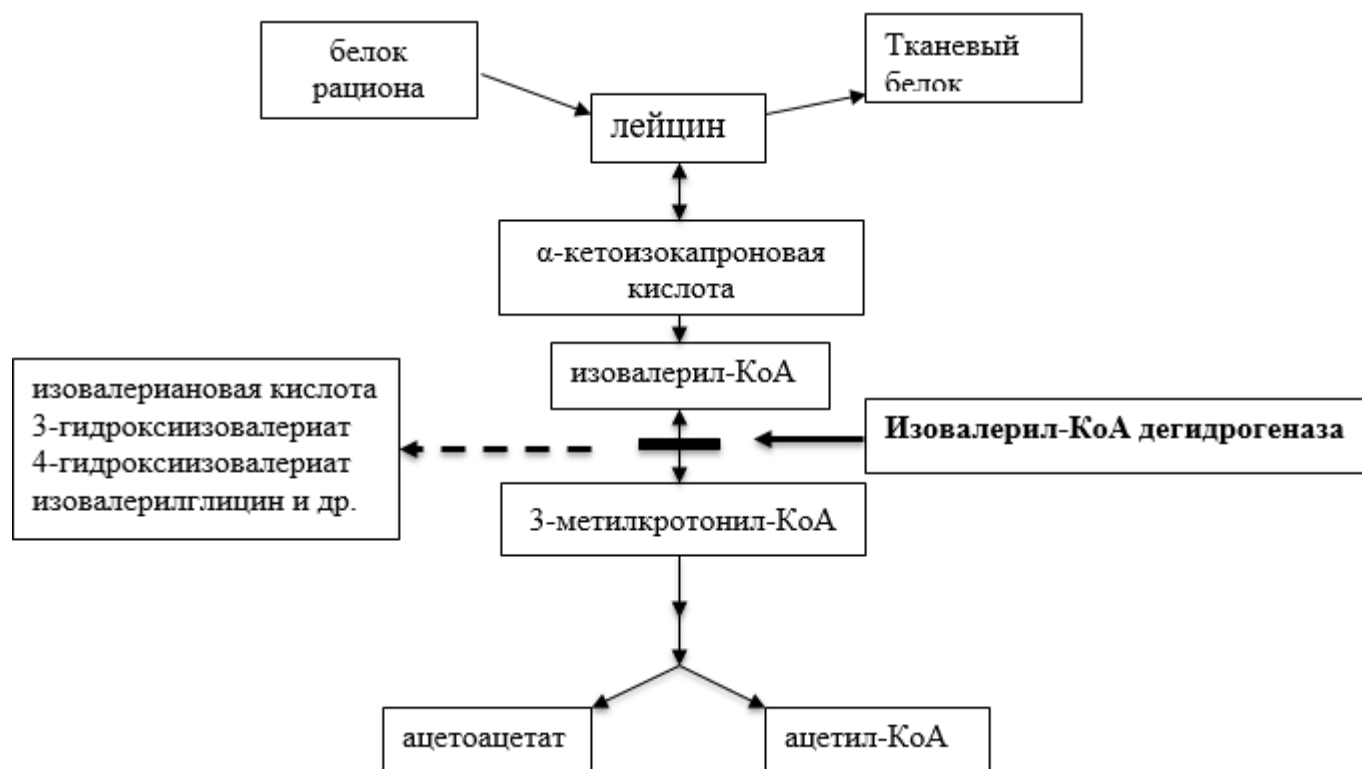 белок
рациона
Тканевый
белок
лейцин
α-кетоизокапроновая
кислота
изовалерил-КоА
изовалериановая кислота
3-гидроксиизовалериат
4-гидроксиизовалериат
изовалерилглицин и др.
Изовалерил-КоА дегидрогеназа
3-метилкротонил-КоА
ацетоацетат
ацетил-КоА